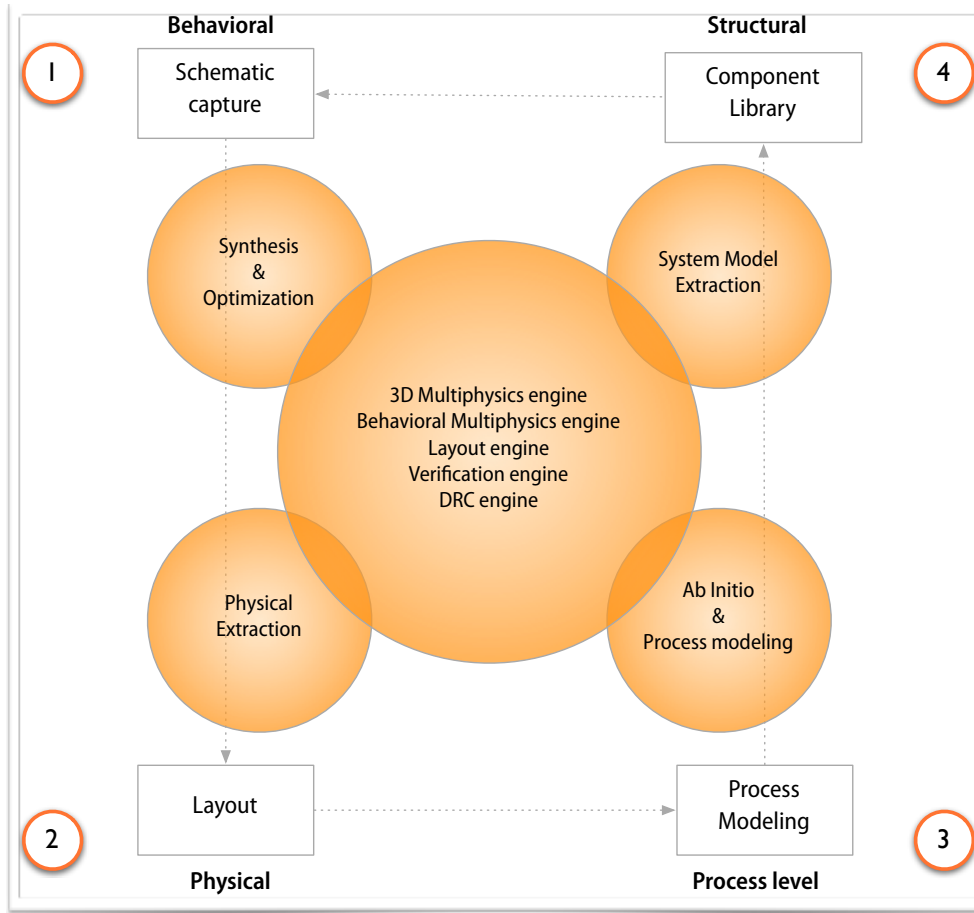 Behavioral
Structural
1
Schematic
capture
Component
Library
4
Synthesis
&
Optimization
System Model
Extraction
3D Multiphysics engine
Behavioral Multiphysics engine
Layout engine
Verification engine
DRC engine
Physical
Extraction
Ab Initio
&
Process modeling
2
Layout
Process
Modeling
3
Physical
Process level